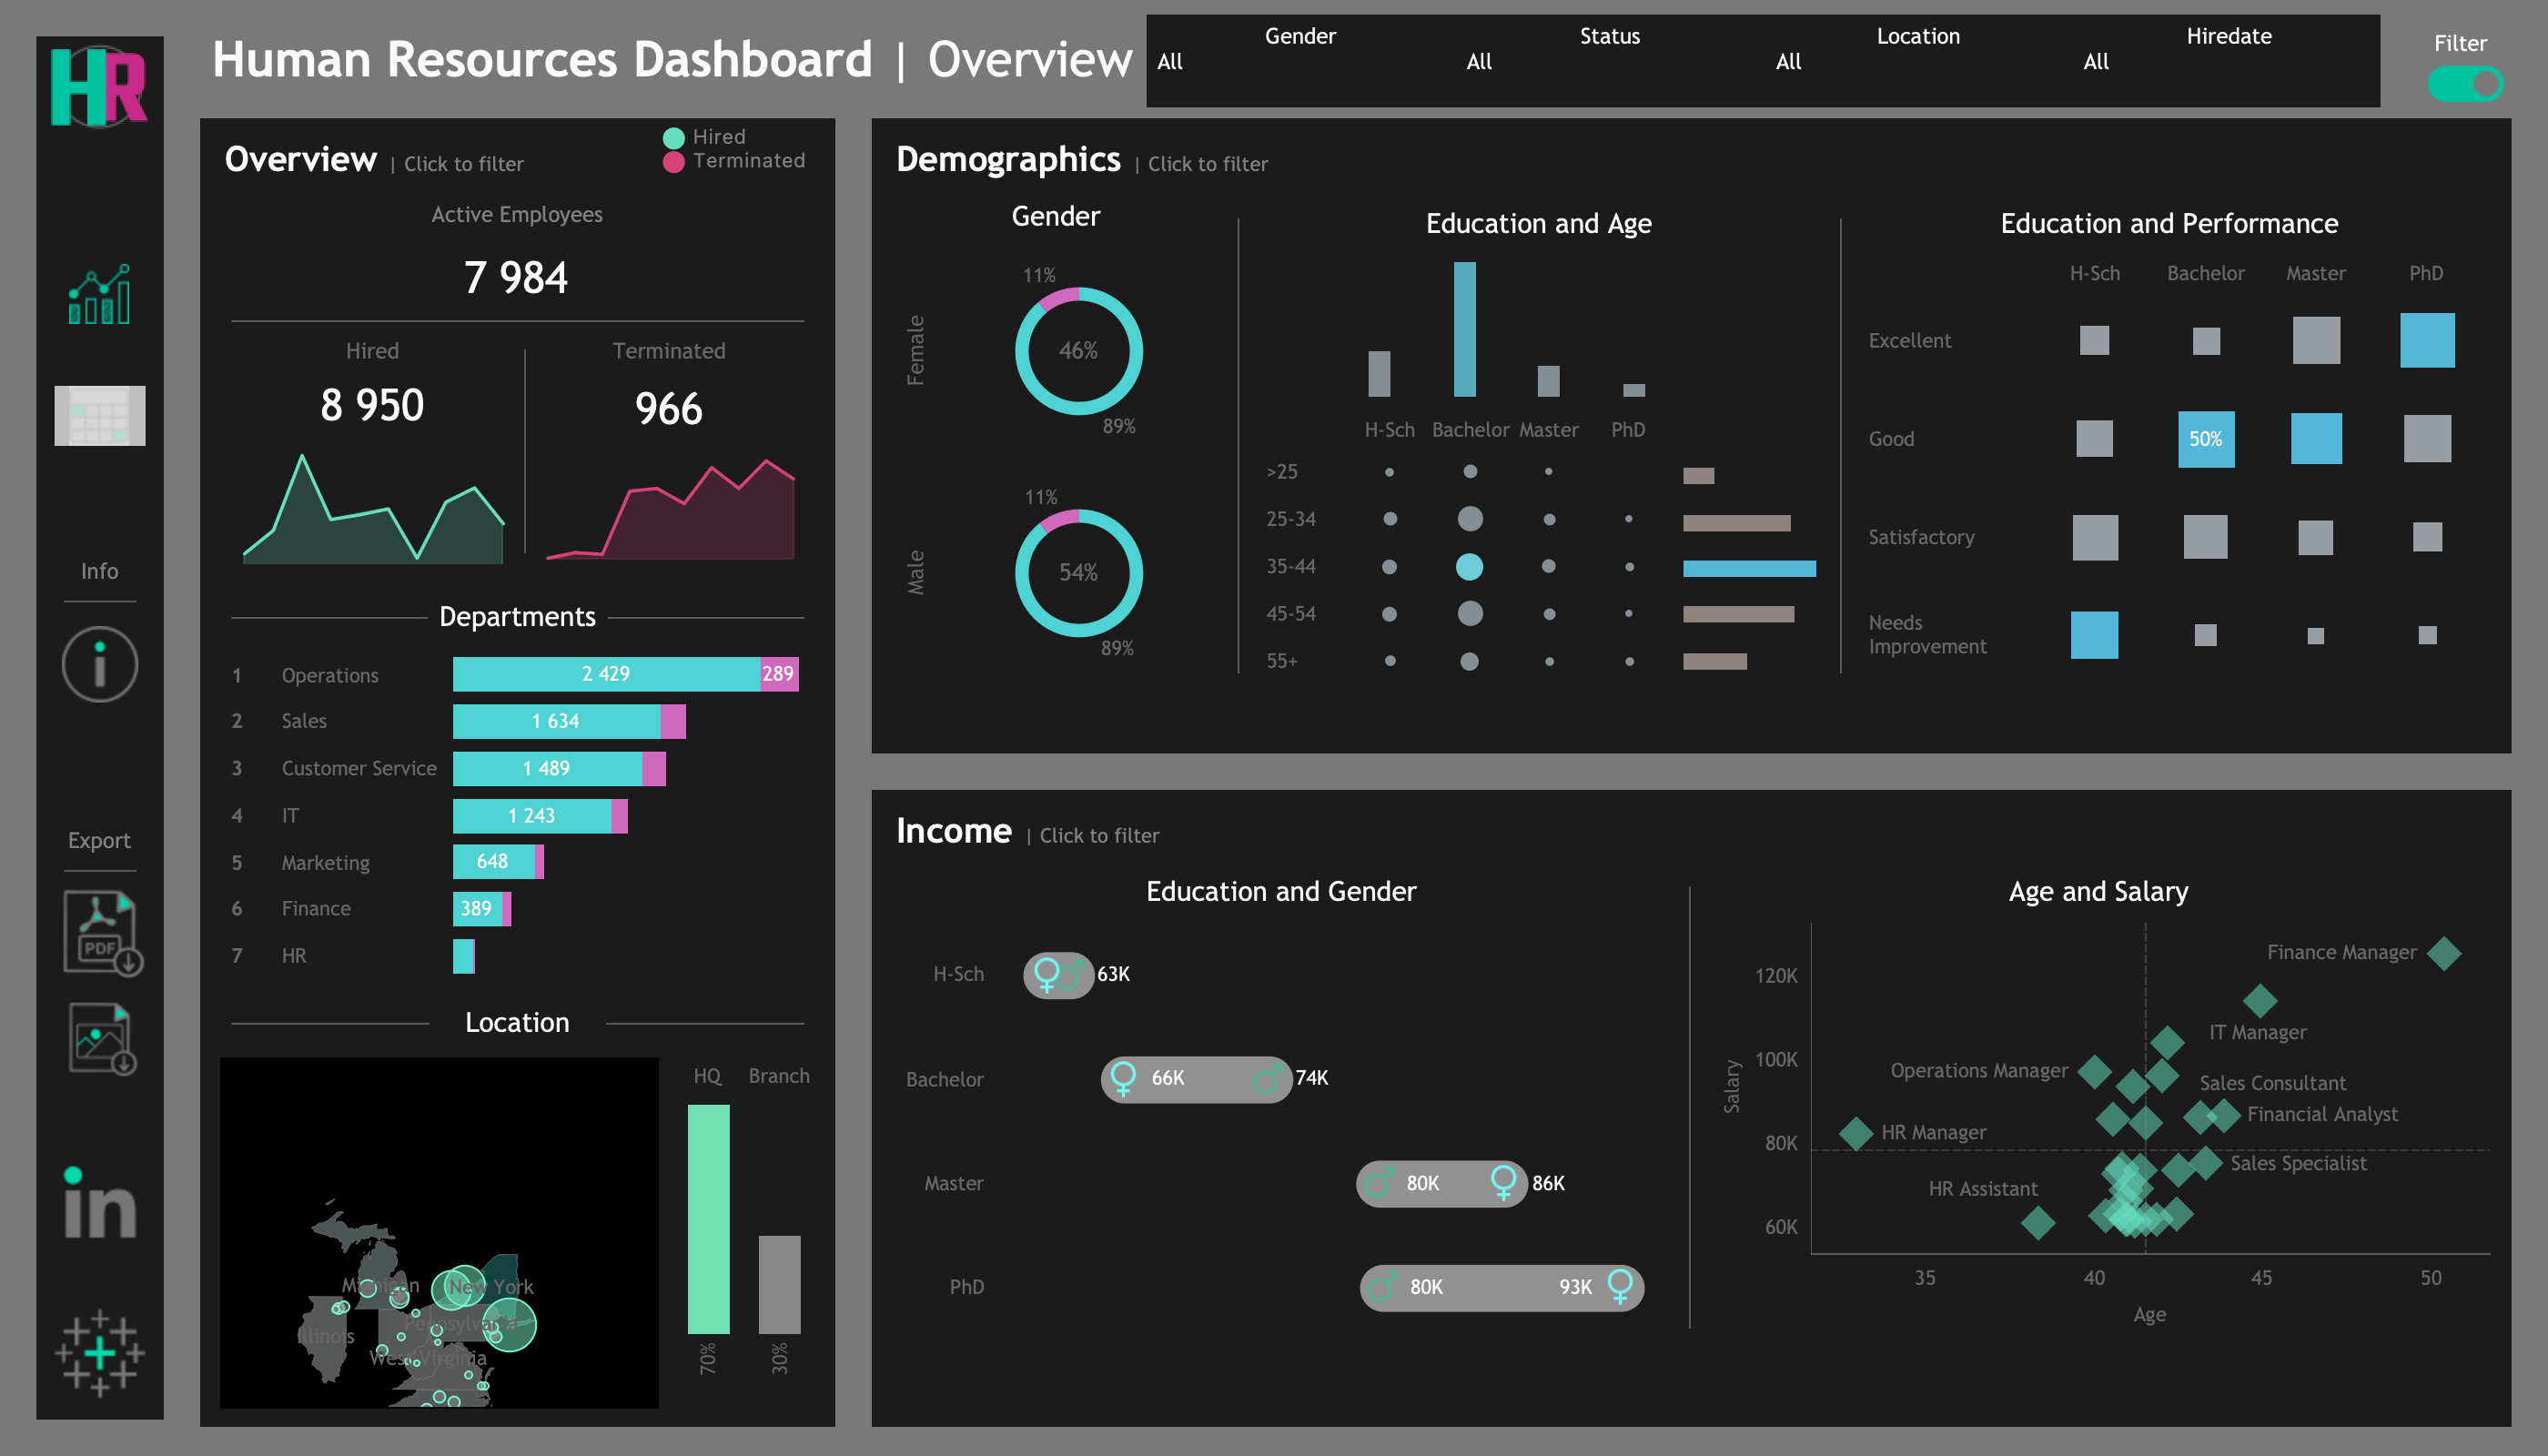 HR
Human Resources Dashboard | Overview
Gender
Status
Location
Hiredate
All
All
All
All
Filter
Info
Export
PDF
in
Overview | Click to filter
Hired
Terminated
Active Employees
7 984
Hired
Terminated
8 950
966
Departments
1 Operations 2 429 289
2 Sales 1 634
3 Customer Service 1 489
4 IT 1 243
5 Marketing 648
6 Finance 389
7 HR
Location
HQ Branch
Michigan
New York
Pennsylvania
Illinois
West Virginia
70% 30%
Demographics | Click to filter
Gender
Female
11%
46%
89%
Male
11%
54%
89%
Education and Age
H-Sch Bachelor Master PhD
>25
25-34
35-44
45-54
55+
Education and Performance
H-Sch Bachelor Master PhD
Excellent
Good
50%
Satisfactory
Needs
Improvement
Income | Click to filter
Education and Gender
H-Sch 63K
Bachelor 66K 74K
Master 80K 86K
PhD 80K 93K
Age and Salary
Salary
120K
100K
80K
60K
Finance Manager
IT Manager
Operations Manager
Sales Consultant
Financial Analyst
HR Manager
Sales Specialist
HR Assistant
35 40 45 50
Age